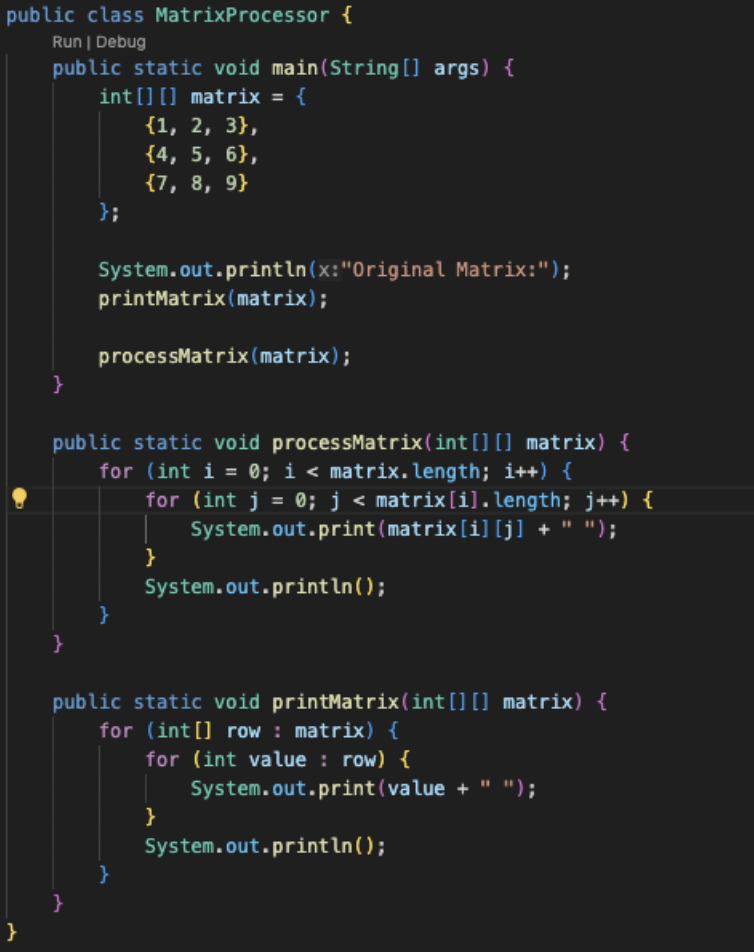 public class MatrixProcessor {
Run | Debug
public static void main(String[] args) {
int[][] matrix = {
{1, 2, 3},
{4, 5, 6},
{7, 8, 9}
};
System.out.println(x:"Original Matrix:");
printMatrix(matrix);
processMatrix(matrix);
}
public static void processMatrix(int[][] matrix) {
for (int i = 0; i < matrix.length; i++) {
for (int j = 0; j < matrix[i].length; j++) {
System.out.print(matrix[i][j] + " ");
}
System.out.println();
}
}
public static void printMatrix(int[][] matrix) {
for (int[] row : matrix) {
for (int value : row) {
System.out.print(value + " ");
}
System.out.println();
}
}
}